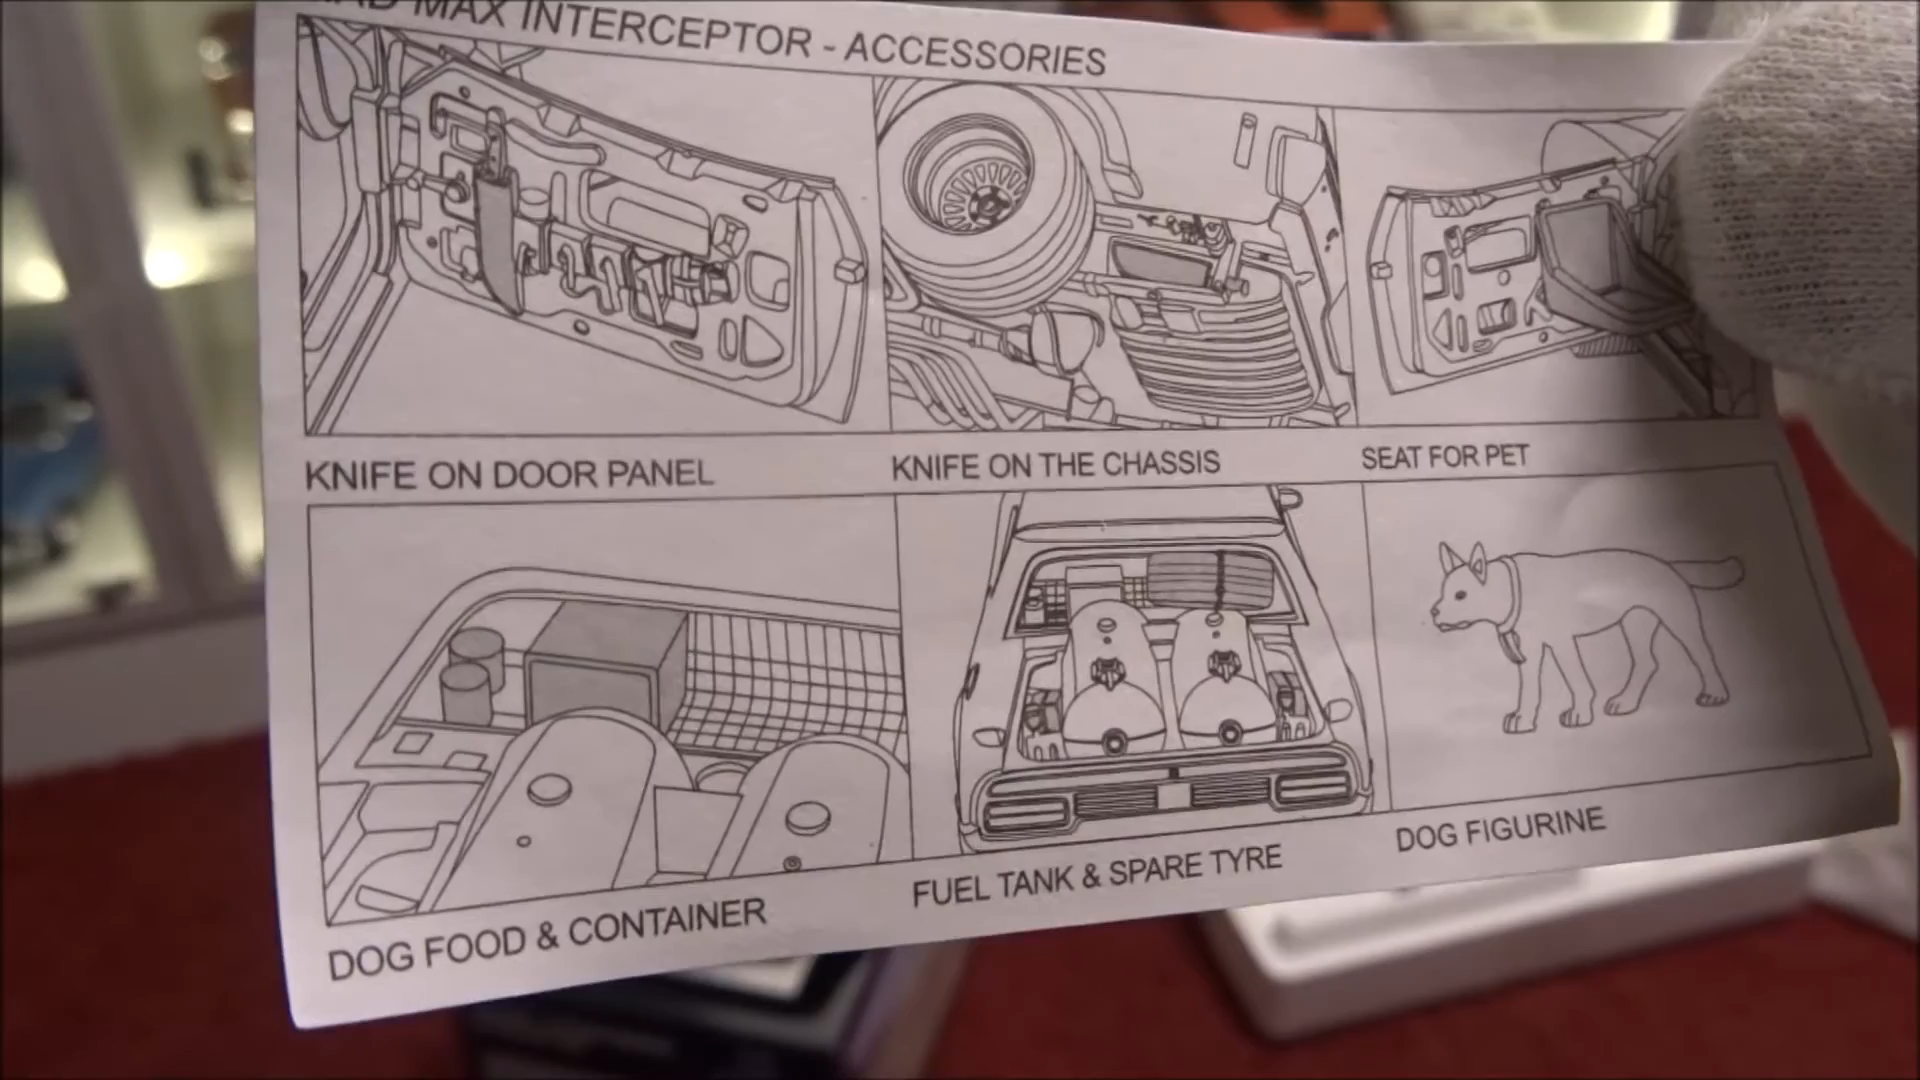 MAX INTERCEPTOR - ACCESSORIES
KNIFE ON DOOR PANEL
KNIFE ON THE CHASSIS
SEAT FOR PET
DOG FOOD & CONTAINER
FUEL TANK & SPARE TYRE
DOG FIGURINE